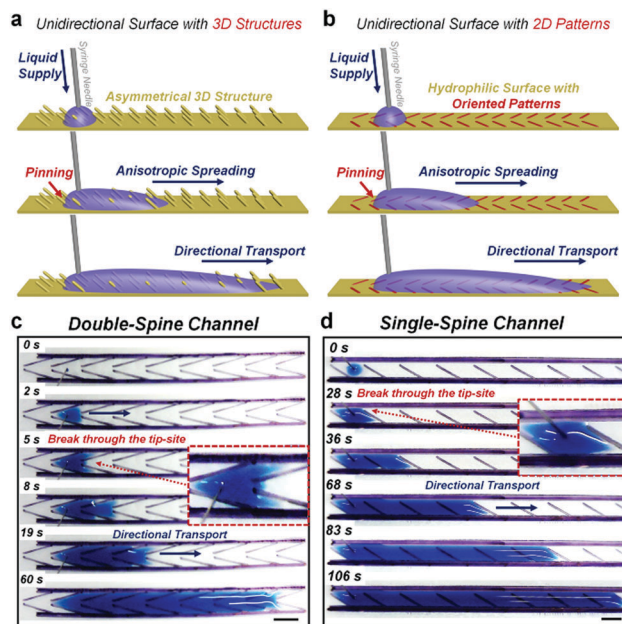 a
Unidirectional Surface with 3D Structures
Liquid
Supply
Syringe Needle
Asymmetrical 3D Structure
Pinning
Anisotropic Spreading
Directional Transport
b
Unidirectional Surface with 2D Patterns
Liquid
Supply
Syringe Needle
Hydrophilic Surface with
Oriented Patterns
Pinning
Anisotropic Spreading
Directional Transport
c
Double-Spine Channel
0 s
2 s
5 s
Break through the tip-site
8 s
Directional Transport
19 s
60 s
d
Single-Spine Channel
0 s
28 s
Break through the tip-site
36 s
68 s
Directional Transport
83 s
106 s